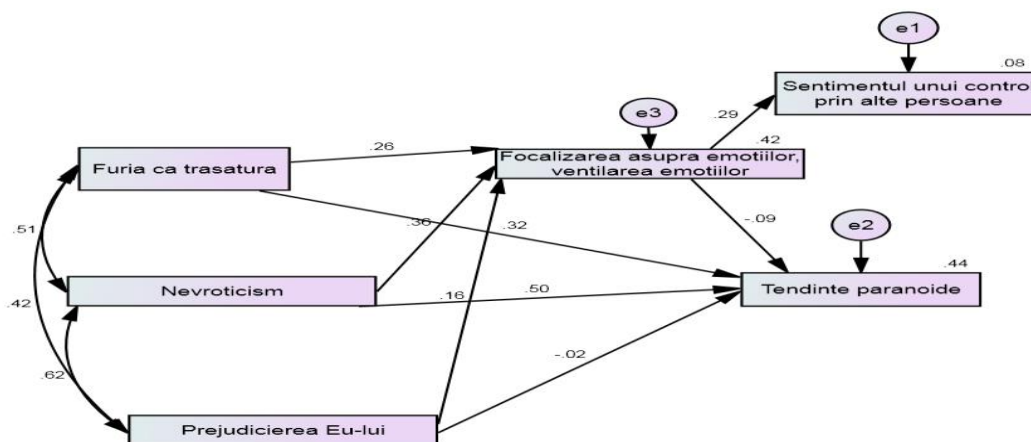 e1
.08
Sentimentul unui contro
prin alte persoane
.29
e3
.42
.26
Focalizarea asupra emotiilor,
ventilarea emotiilor
Furia ca trasatura
-.09
.36
.32
e2
.51
.44
Nevroticism
.50
Tendinte paranoide
.16
.42
-.02
.62
Prejudicierea Eu-lui